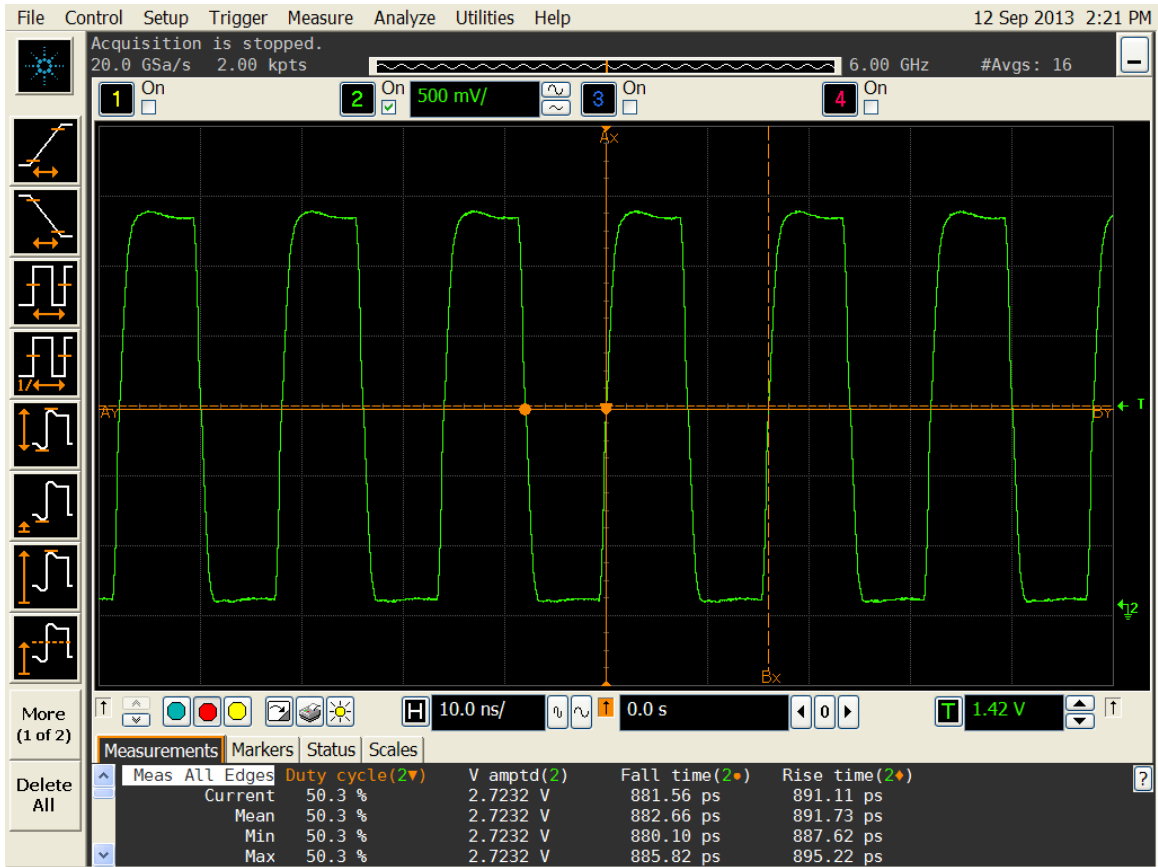 File Control Setup Trigger Measure Analyze Utilities Help 12 Sep 2013 2:21 PM
Acquisition is stopped.
20.0 GSa/s 2.00 kpts 6.00 GHz #Avgs: 16
1 On 2 On 500 mV/ 3 On 4 On
Ax
AY BY T
2
Bx
1/
More
(1 of 2)
Delete
All
H 10.0 ns/ 0.0 s 0 T 1.42 V
Measurements Markers Status Scales
Meas All Edges Duty cycle(2▼) V amptd(2) Fall time(2●) Rise time(2♦) ?
Current 50.3 % 2.7232 V 881.56 ps 891.11 ps
Mean 50.3 % 2.7232 V 882.66 ps 891.73 ps
Min 50.3 % 2.7232 V 880.10 ps 887.62 ps
Max 50.3 % 2.7232 V 885.82 ps 895.22 ps